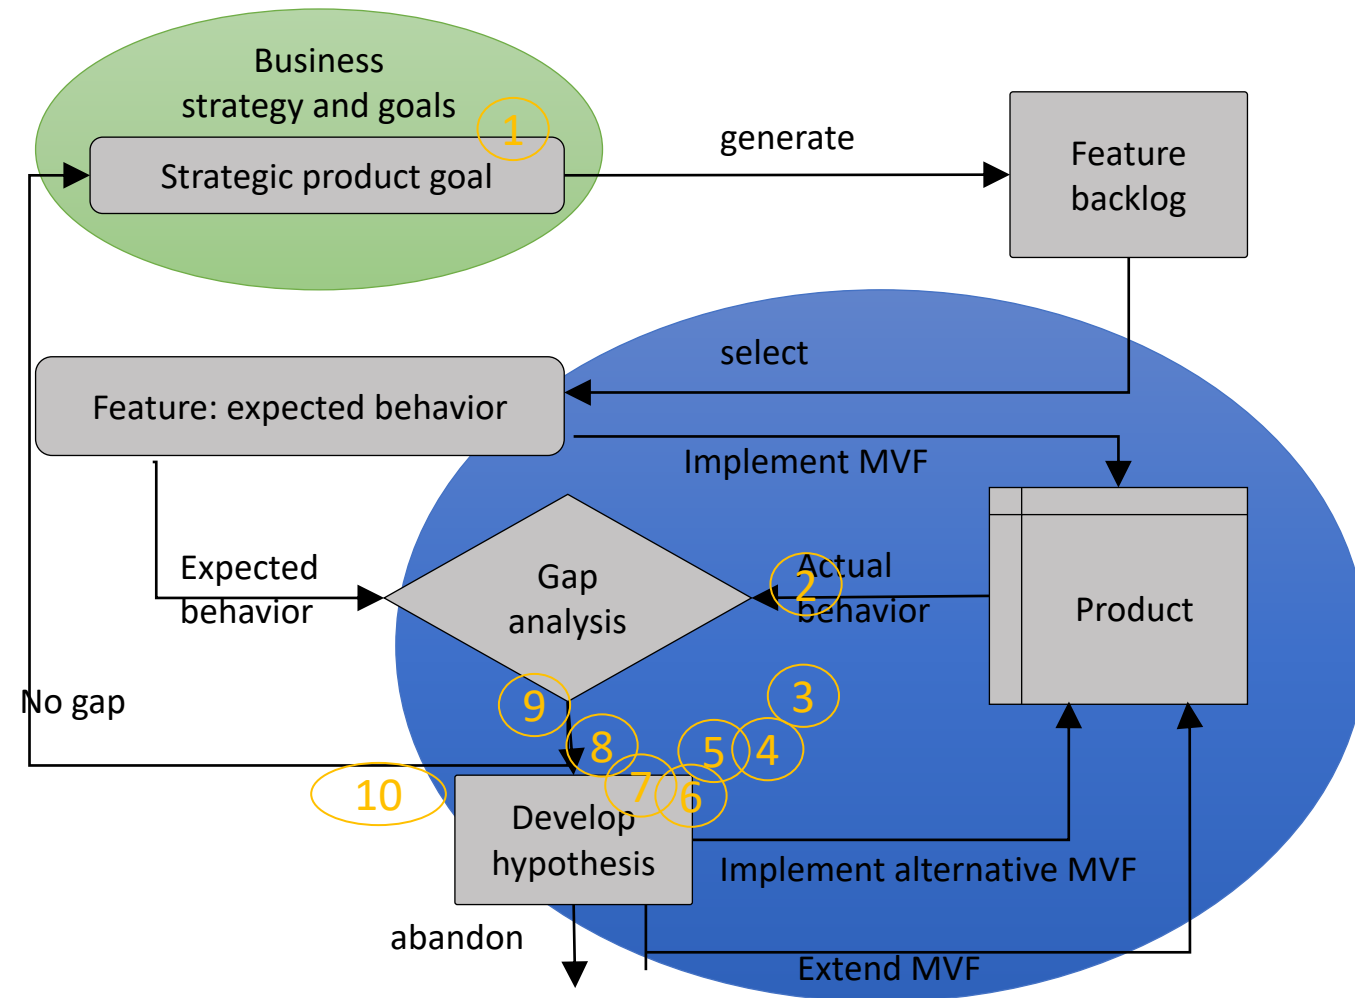 Business
strategy and goals
1
Strategic product goal
generate
Feature
backlog
select
Feature: expected behavior
Implement MVF
Expected
behavior
Gap
analysis
2
Actual
behavior
Product
No gap
9
3
8
5
4
7
6
10
Develop
hypothesis
Implement alternative MVF
abandon
Extend MVF